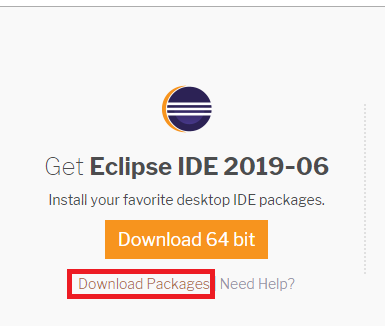 Get Eclipse IDE 2019-06
Install your favorite desktop IDE packages.
Download 64 bit
Download Packages Need Help?